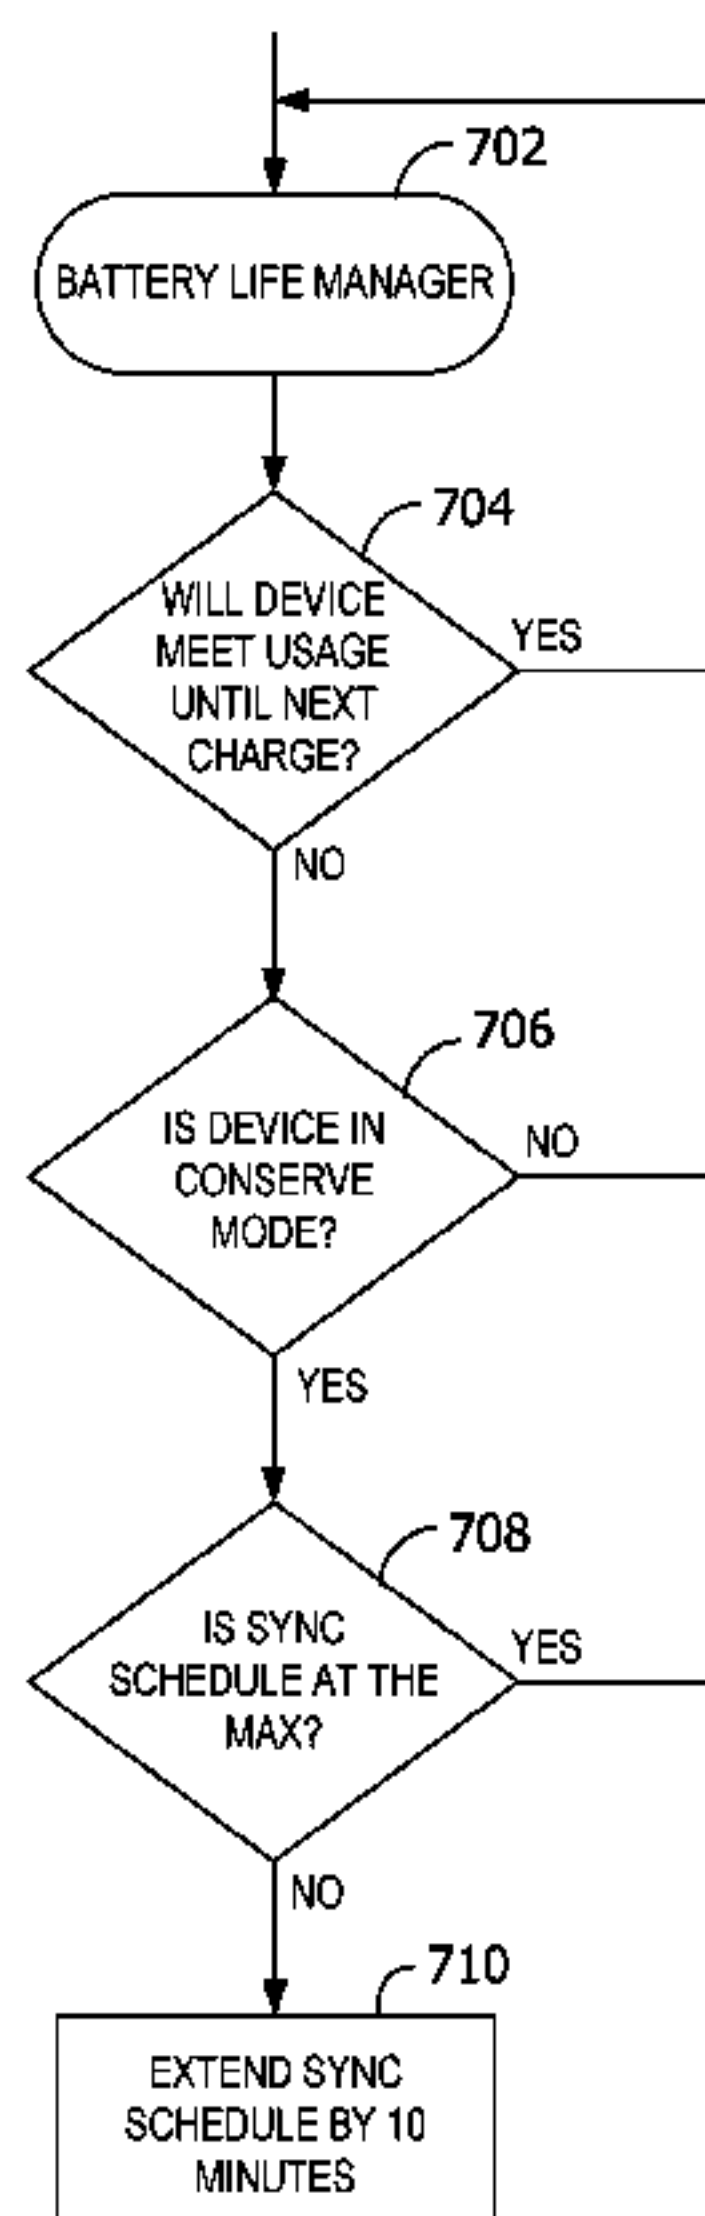 702
BATTERY LIFE MANAGER
704
WILL DEVICE
MEET USAGE
UNTIL NEXT
CHARGE?
YES
NO
706
IS DEVICE IN
CONSERVE
MODE?
NO
YES
708
IS SYNC
SCHEDULE AT THE
MAX?
YES
NO
710
EXTEND SYNC
SCHEDULE BY 10
MINUTES